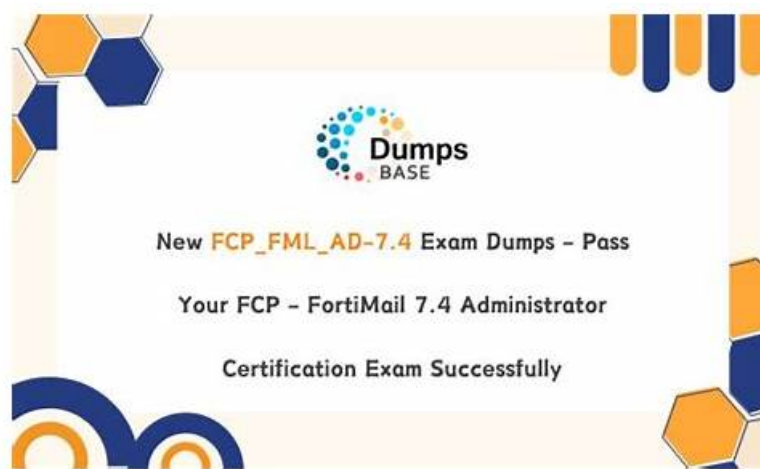 Dumps
BASE
New FCP_FML_AD-7.4 Exam Dumps – Pass
Your FCP – FortiMail 7.4 Administrator
Certification Exam Successfully